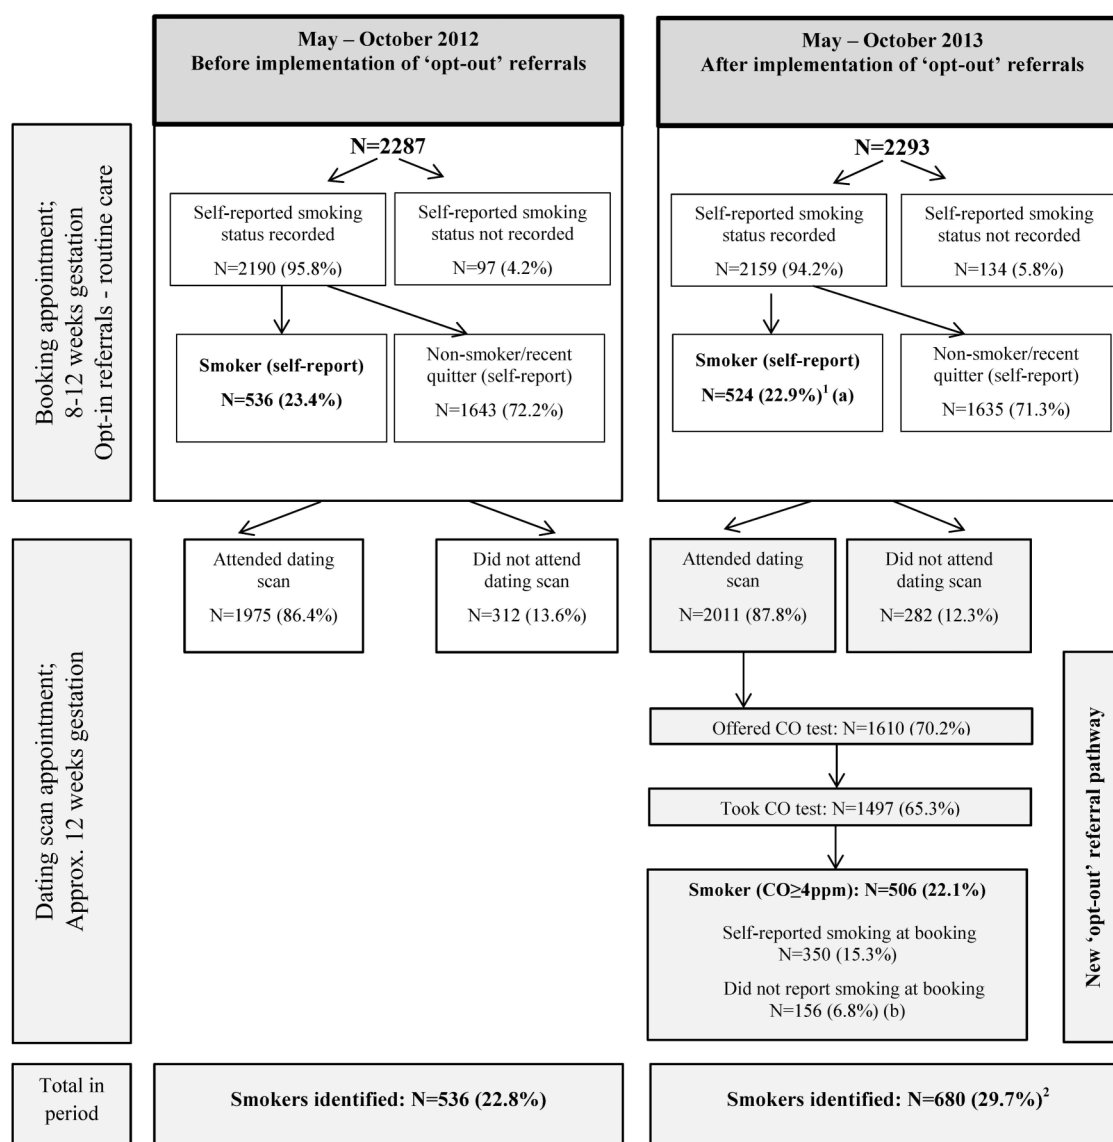 May – October 2012
Before implementation of ‘opt-out’ referrals
May – October 2013
After implementation of ‘opt-out’ referrals
Booking appointment;
8-12 weeks gestation
Opt-in referrals - routine care
N=2287
Self-reported smoking
status recorded
N=2190 (95.8%)
Self-reported smoking
status not recorded
N=97 (4.2%)
Smoker (self-report)
N=536 (23.4%)
Non-smoker/recent
quitter (self-report)
N=1643 (72.2%)
N=2293
Self-reported smoking
status recorded
N=2159 (94.2%)
Self-reported smoking
status not recorded
N=134 (5.8%)
Smoker (self-report)
N=524 (22.9%)¹ (a)
Non-smoker/recent
quitter (self-report)
N=1635 (71.3%)
Dating scan appointment;
Approx. 12 weeks gestation
Attended dating
scan
N=1975 (86.4%)
Did not attend
dating scan
N=312 (13.6%)
Attended dating
scan
N=2011 (87.8%)
Did not attend
dating scan
N=282 (12.3%)
Offered CO test: N=1610 (70.2%)
Took CO test: N=1497 (65.3%)
Smoker (CO≥4ppm): N=506 (22.1%)
Self-reported smoking at booking
N=350 (15.3%)
Did not report smoking at booking
N=156 (6.8%) (b)
New ‘opt-out’ referral pathway
Total in
period
Smokers identified: N=536 (22.8%)
Smokers identified: N=680 (29.7%)²